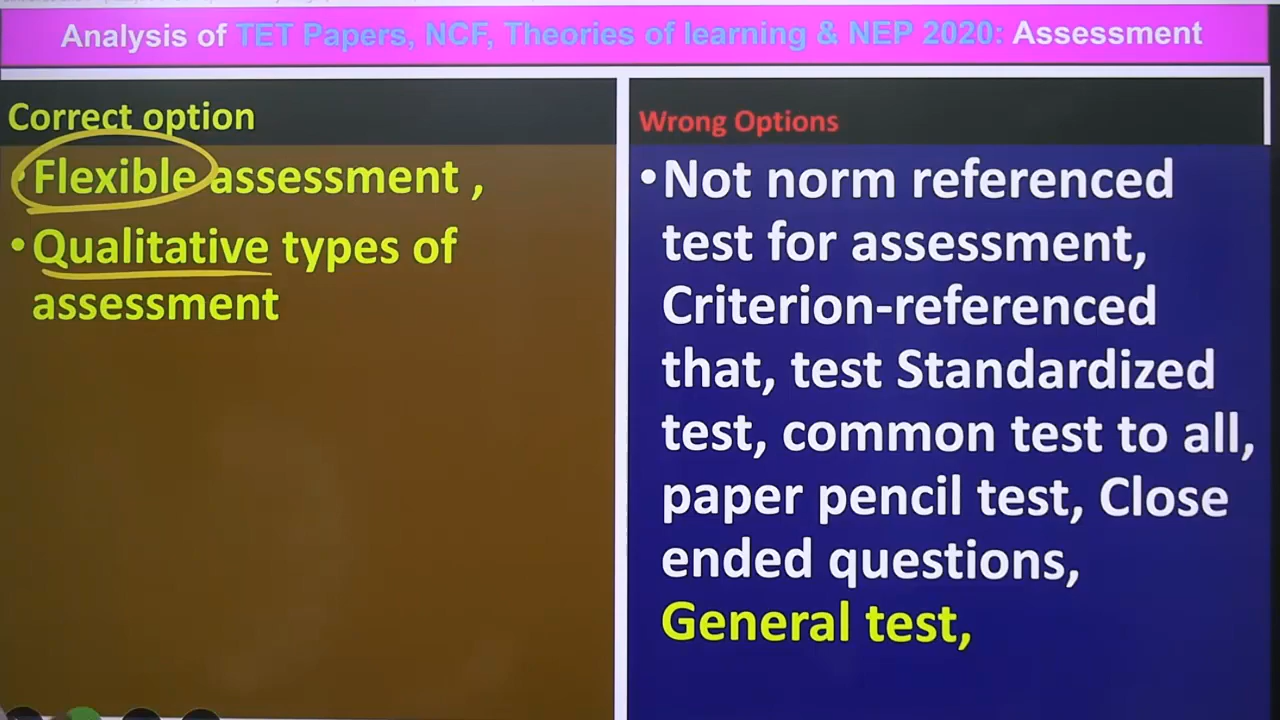 Analysis of TET Papers, NCF, Theories of learning & NEP 2020: Assessment
Correct option
• Flexible assessment ,
• Qualitative types of
assessment
Wrong Options
•Not norm referenced
test for assessment,
Criterion-referenced
that, test Standardized
test, common test to all,
paper pencil test, Close
ended questions,
General test,